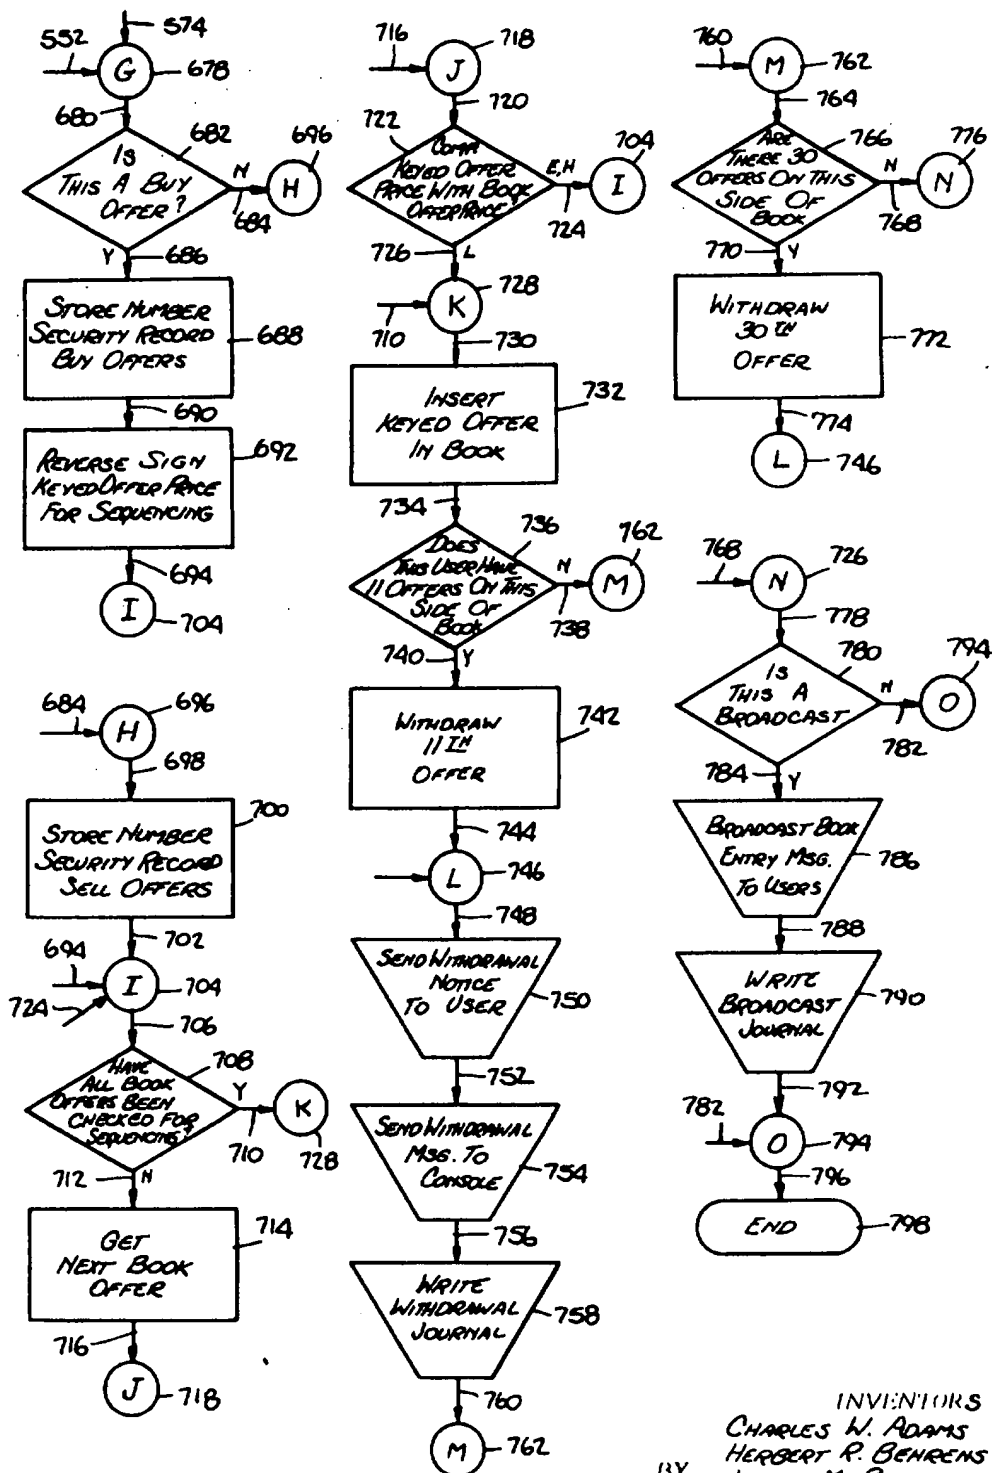 574
552
G
678
680
682
IS
THIS A BUY
OFFER?
N
684
696
H
Y
686
STORE NUMBER
SECURITY RECORD
BUY OFFERS
688
690
REVERSE SIGN
KEYED OFFER PRICE
FOR SEQUENCING
692
694
I
704
684
H
696
698
STORE NUMBER
SECURITY RECORD
SELL OFFERS
700
702
694
724
I
704
706
HAVE
ALL BOOK
OFFERS BEEN
CHECKED FOR
SEQUENCING?
708
Y
710
K
728
712
N
GET
NEXT BOOK
OFFER
714
716
J
718
716
J
718
720
722
COMP.
KEYED OFFER
PRICE WITH BOOK
OFFER PRICE
E,H
724
704
I
726
L
K
728
710
730
INSERT
KEYED OFFER
IN BOOK
732
734
DOES
THIS USER HAVE
11 OFFERS ON THIS
SIDE OF
BOOK
736
N
738
762
M
740
Y
WITHDRAW
11TH
OFFER
742
744
L
746
748
SEND WITHDRAWAL
NOTICE
TO USER
750
752
SEND WITHDRAWAL
MSG. TO
CONSOLE
754
756
WRITE
WITHDRAWAL
JOURNAL
758
760
M
762
760
M
762
764
ARE
THERE 30
OFFERS ON THIS
SIDE OF
BOOK
766
N
768
776
N
770
Y
WITHDRAW
30TH
OFFER
772
774
L
746
768
N
726
778
IS
THIS A
BROADCAST
780
N
782
794
O
784
Y
BROADCAST BOOK
ENTRY MSG.
TO USERS
786
788
WRITE
BROADCAST
JOURNAL
790
792
782
O
794
796
END
798
INVENTORS
CHARLES W. ADAMS
HERBERT R. BEHRENS
BY